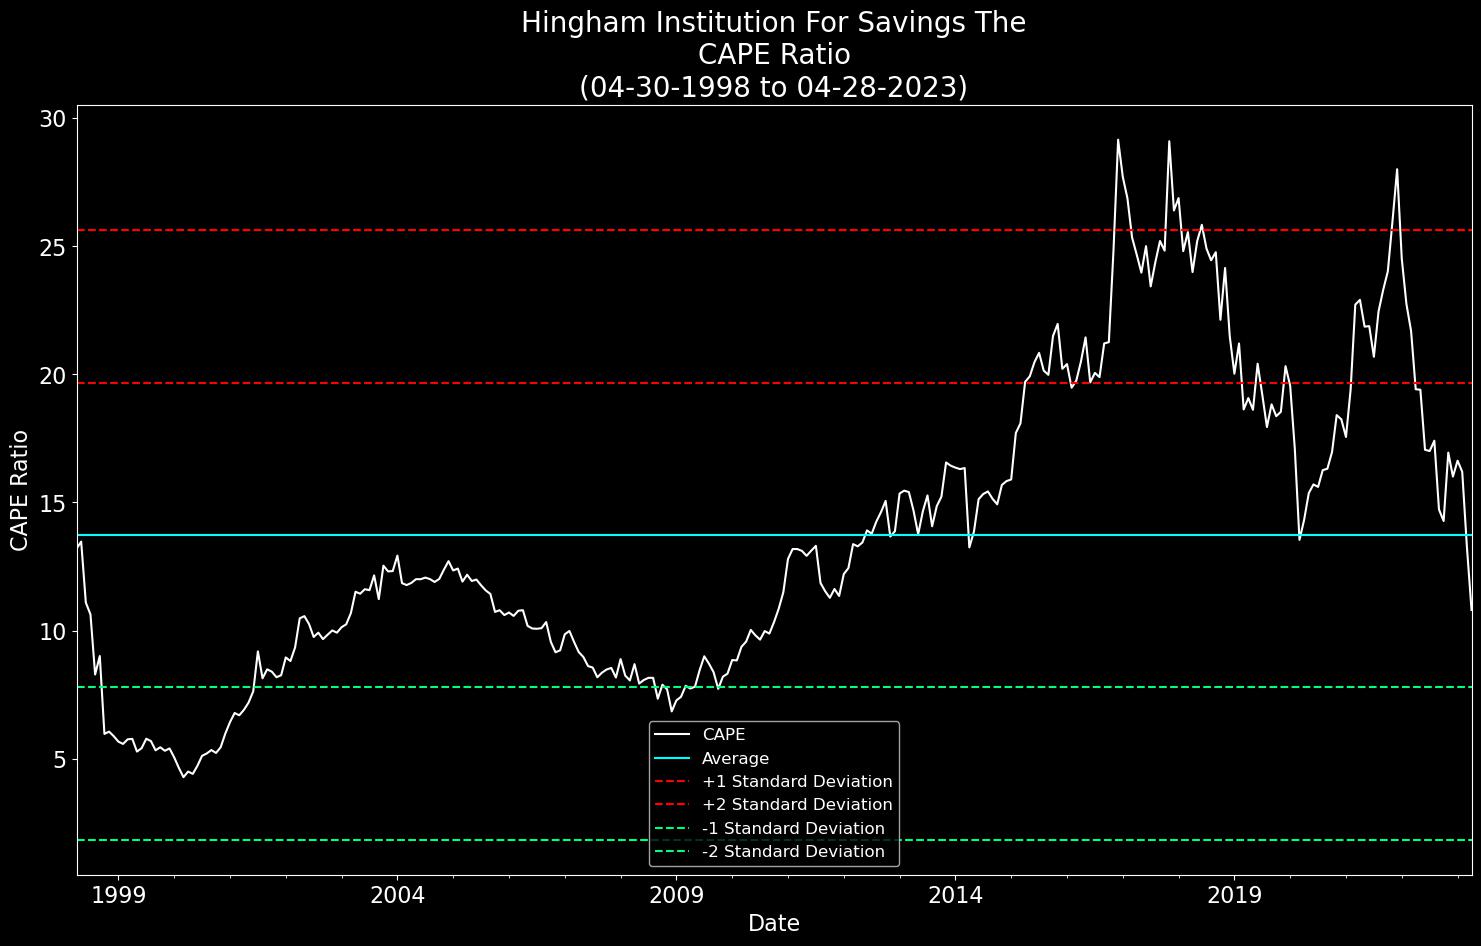 Hingham Institution For Savings The
CAPE Ratio
(04-30-1998 to 04-28-2023)
30
25
20
15
10
5
CAPE Ratio
CAPE
Average
+1 Standard Deviation
+2 Standard Deviation
-1 Standard Deviation
-2 Standard Deviation
1999
2004
2009
2014
2019
Date